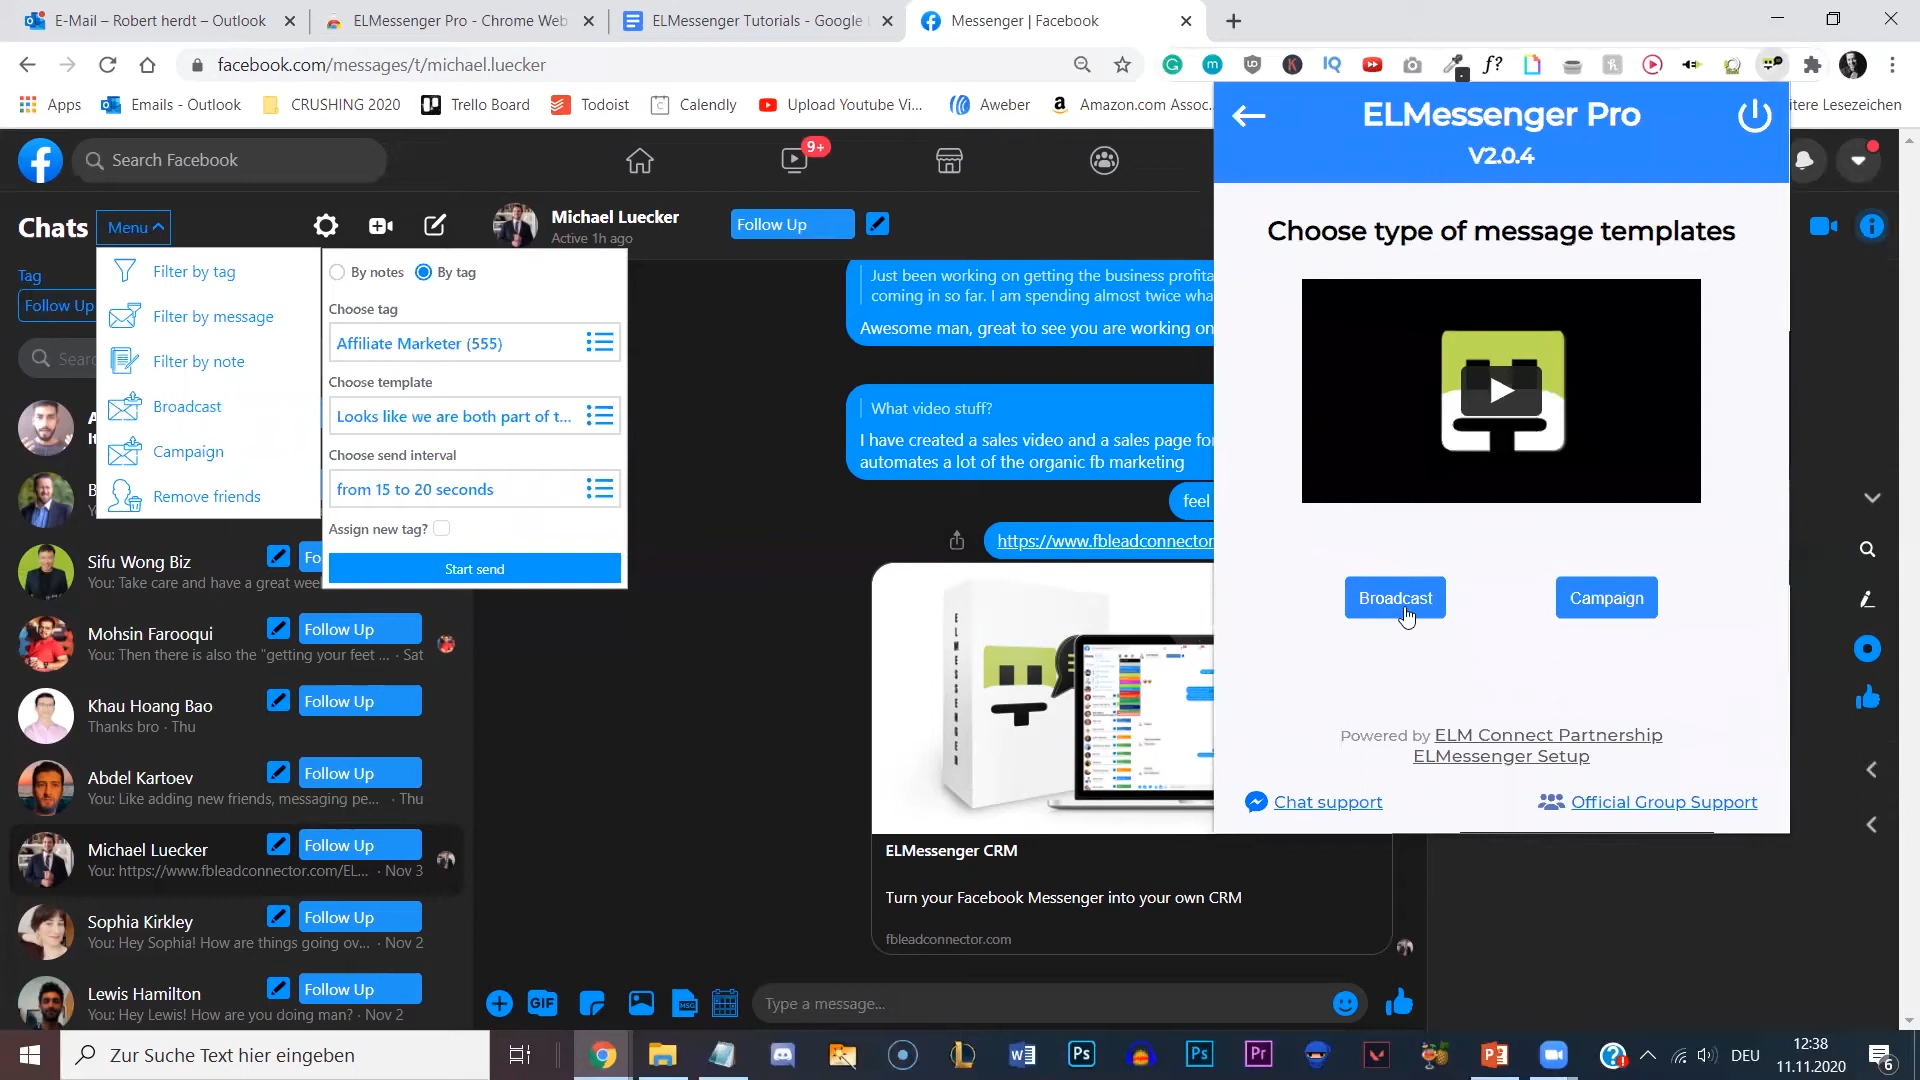 E-Mail – Robert herdt – Outlook
ELMessenger Pro - Chrome Web
ELMessenger Tutorials - Google
Messenger | Facebook
facebook.com/messages/t/michael.luecker
Apps
Emails - Outlook
CRUSHING 2020
Trello Board
Todoist
Calendly
Upload Youtube Vi...
Aweber
Amazon.com Assoc..
itere Lesezeichen
Search Facebook
9+
Chats
Menu
Michael Luecker
Active 1h ago
Follow Up
Tag
Follow Up
Filter by tag
Filter by message
Filter by note
Broadcast
Campaign
Remove friends
By notes
By tag
Choose tag
Affiliate Marketer (555)
Choose template
Looks like we are both part of t...
Choose send interval
from 15 to 20 seconds
Assign new tag?
Start send
Sifu Wong Biz
You: Take care and have a great
Mohsin Farooqui
Follow Up
You: Then there is also the "getting your feet ... · Sat
Khau Hoang Bao
Follow Up
Thanks bro · Thu
Abdel Kartoev
Follow Up
You: Like adding new friends, messaging pe... · Thu
Michael Luecker
Follow Up
You: https://www.fbleadconnector.com/EL... · Nov 3
Sophia Kirkley
Follow Up
You: Hey Sophia! How are things going ov... · Nov 2
Lewis Hamilton
Follow Up
You: Hey Lewis! How are you doing man? · Nov 2
Just been working on getting the business profita
coming in so far. I am spending almost twice wha
Awesome man, great to see you are working on
What video stuff?
I have created a sales video and a sales page fo
automates a lot of the organic fb marketing
feel
https://www.fbleadconnector
ELMESSENGER
ELMessenger CRM
Turn your Facebook Messenger into your own CRM
fbleadconnector.com
GIF
MSG
Type a message...
ELMessenger Pro
V2.0.4
Choose type of message templates
Broadcast
Campaign
Powered by ELM Connect Partnership
ELMessenger Setup
Chat support
Official Group Support
Zur Suche Text hier eingeben
DEU
12:38
11.11.2020
6